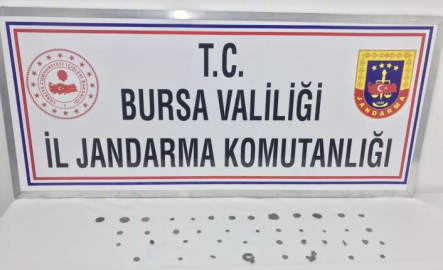 T.C.
BURSA VALİLİĞİ
İL JANDARMA KOMUTANLIĞI
JANDARMA